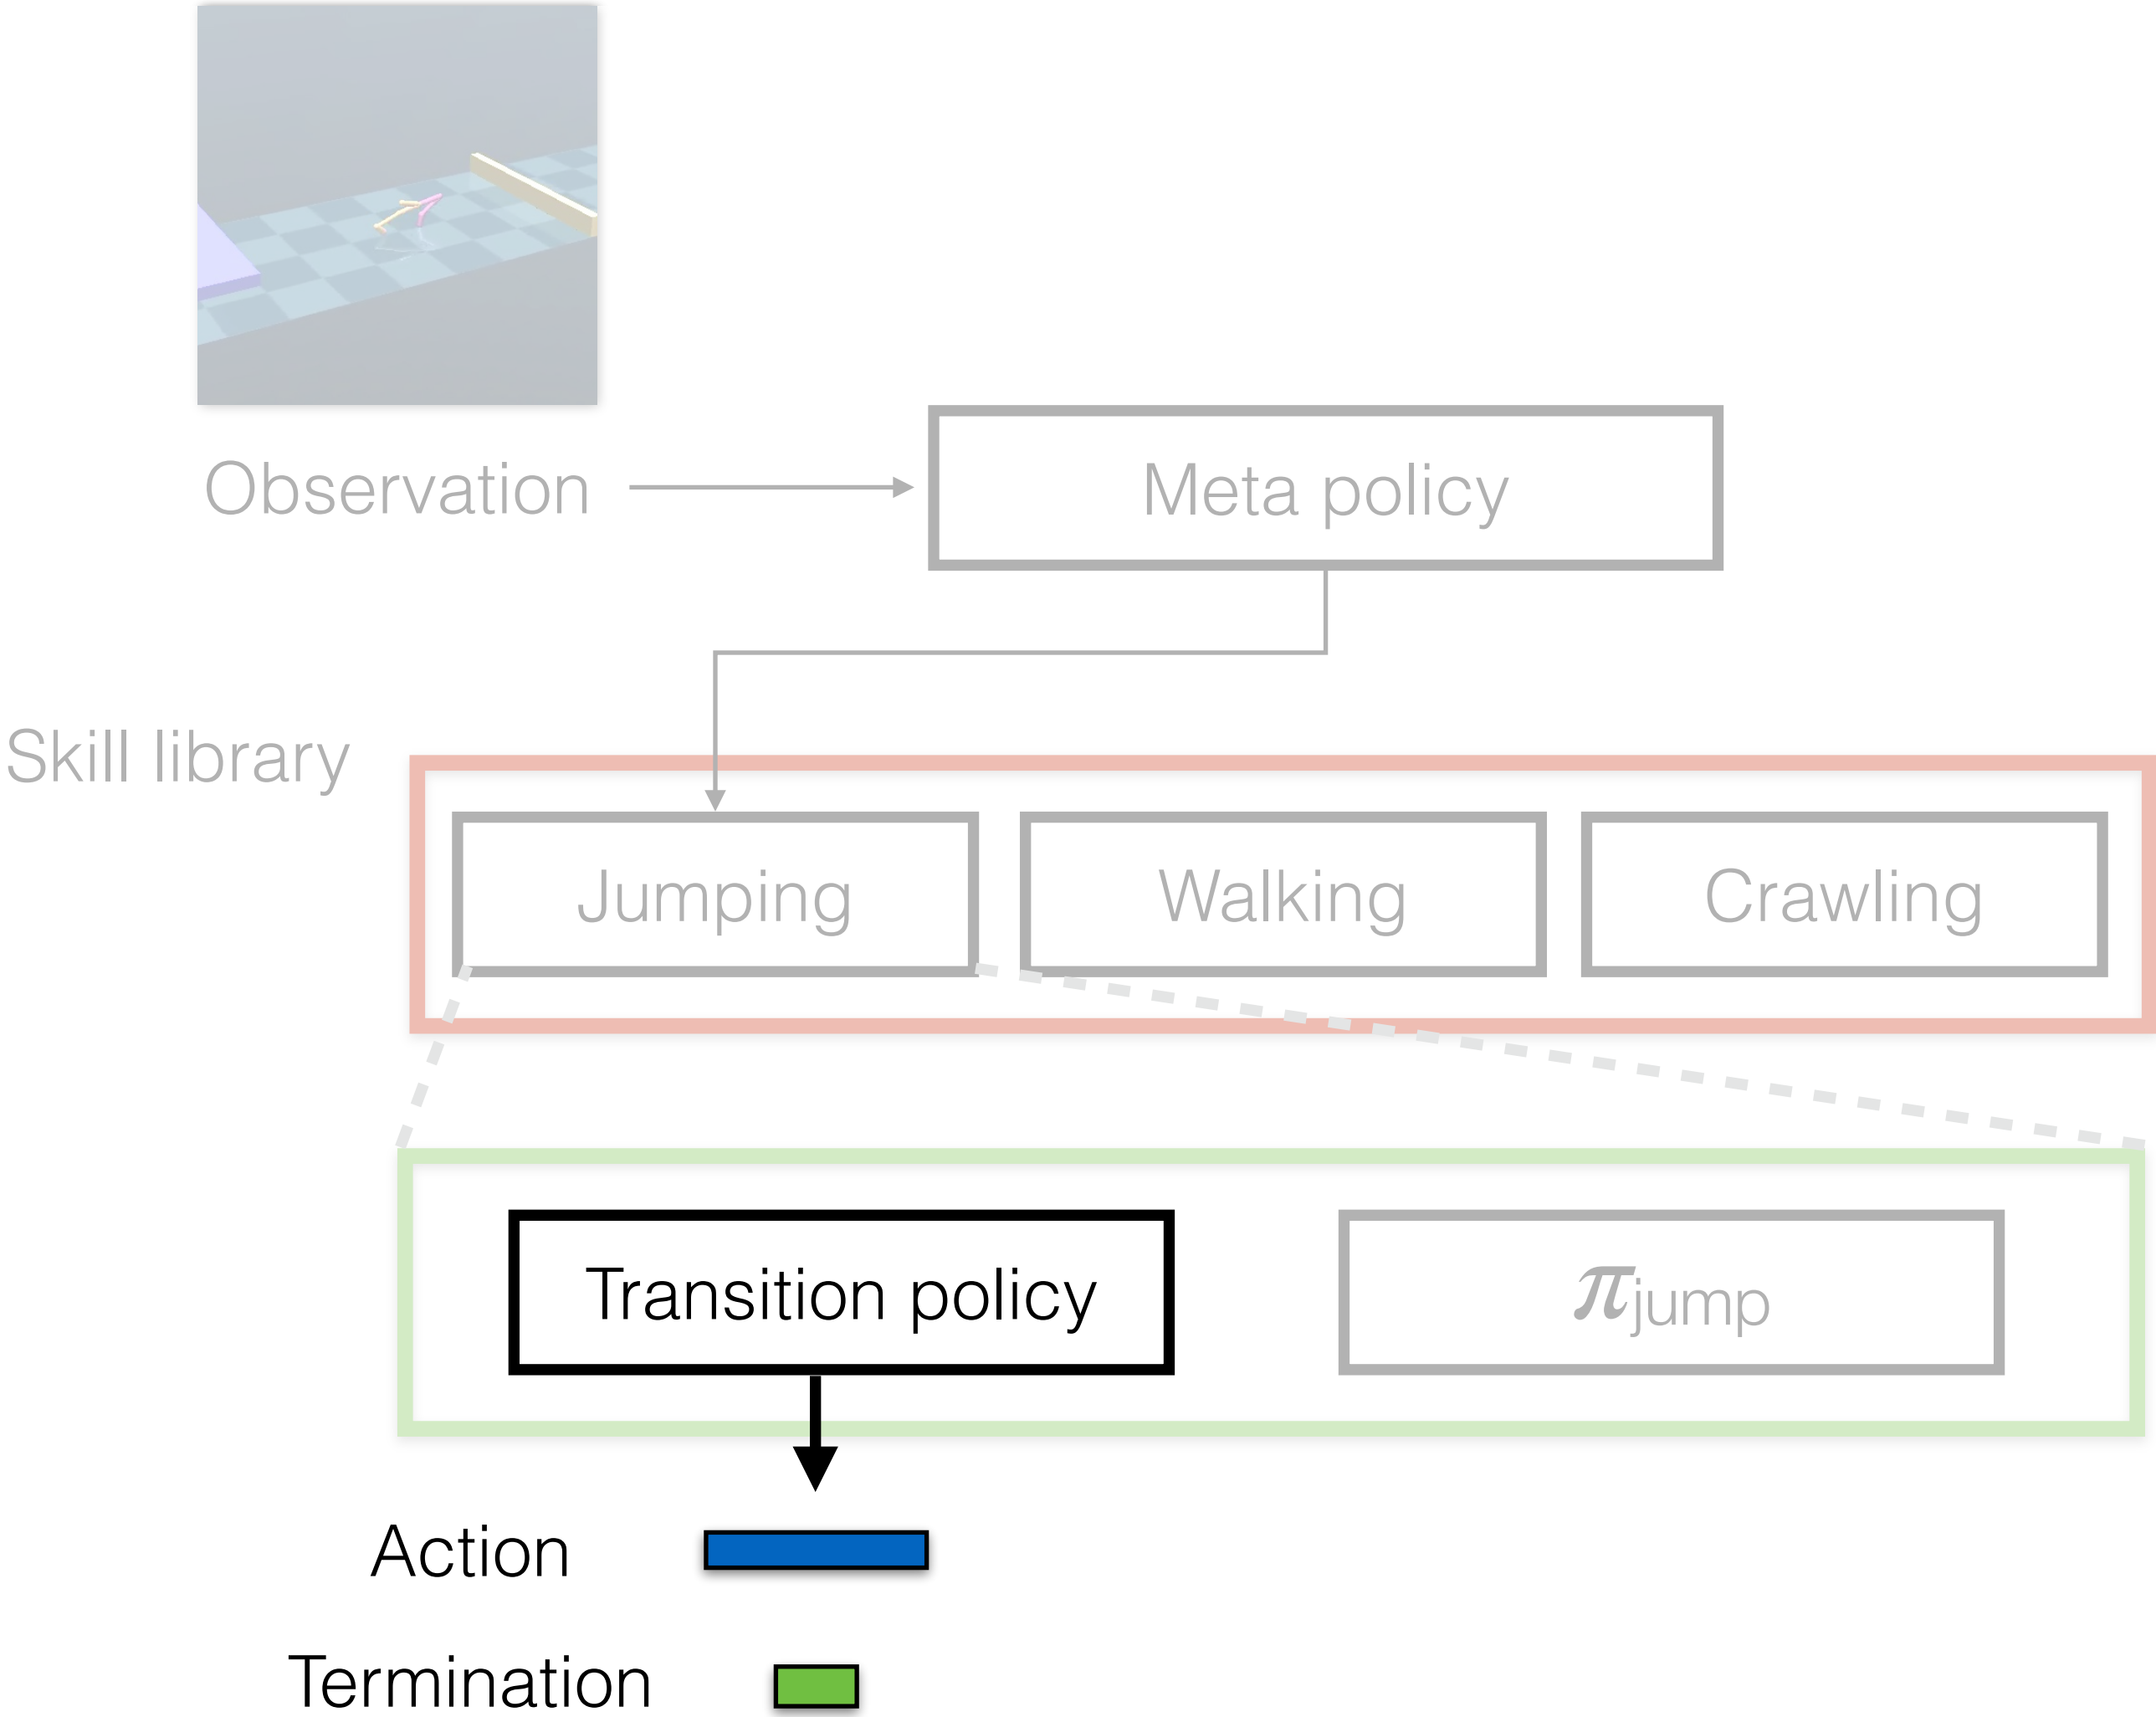 Observation
Meta policy
Skill library
Jumping
Walking
Crawling
Transition policy
πjump
Action
Termination